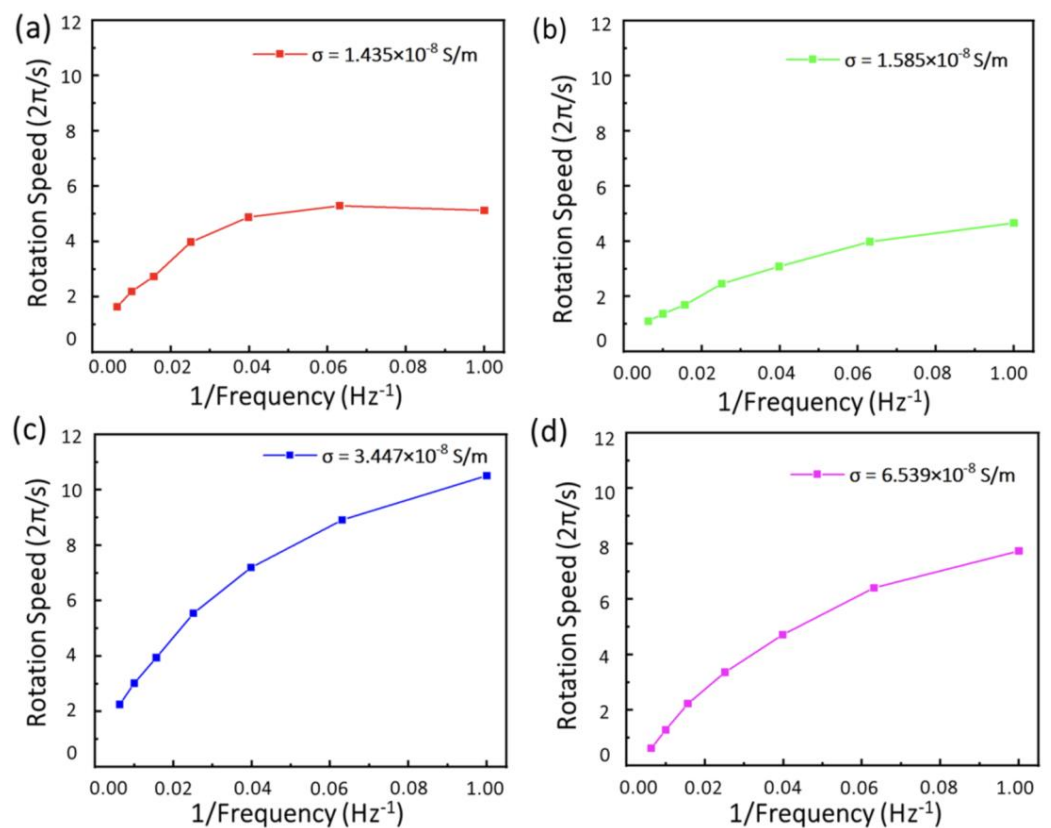 (a)
12
10
8
6
4
2
0
Rotation Speed (2π/s)
σ = 1.435×10⁻⁸ S/m
0.00 0.02 0.04 0.06 0.08 1.00
1/Frequency (Hz⁻¹)
(b)
12
10
8
6
4
2
0
Rotation Speed (2π/s)
σ = 1.585×10⁻⁸ S/m
0.00 0.02 0.04 0.06 0.08 1.00
1/Frequency (Hz⁻¹)
(c)
12
10
8
6
4
2
0
Rotation Speed (2π/s)
σ = 3.447×10⁻⁸ S/m
0.00 0.02 0.04 0.06 0.08 1.00
1/Frequency (Hz⁻¹)
(d)
12
10
8
6
4
2
0
Rotation Speed (2π/s)
σ = 6.539×10⁻⁸ S/m
0.00 0.02 0.04 0.06 0.08 1.00
1/Frequency (Hz⁻¹)